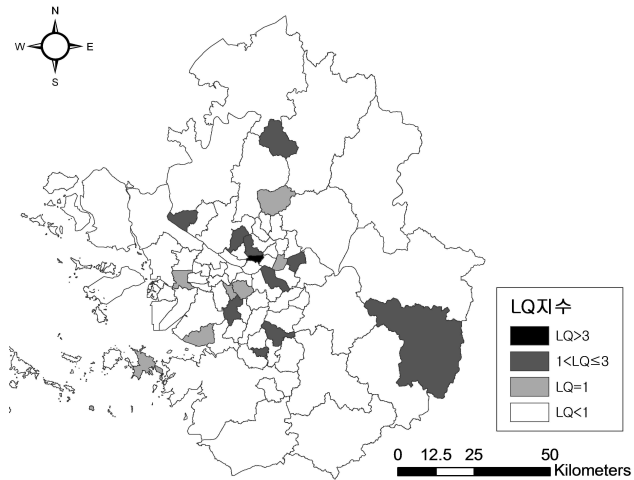 N
W E
S
LQ지수
LQ>3
1<LQ≤3
LQ=1
LQ<1
0 12.5 25 50
Kilometers